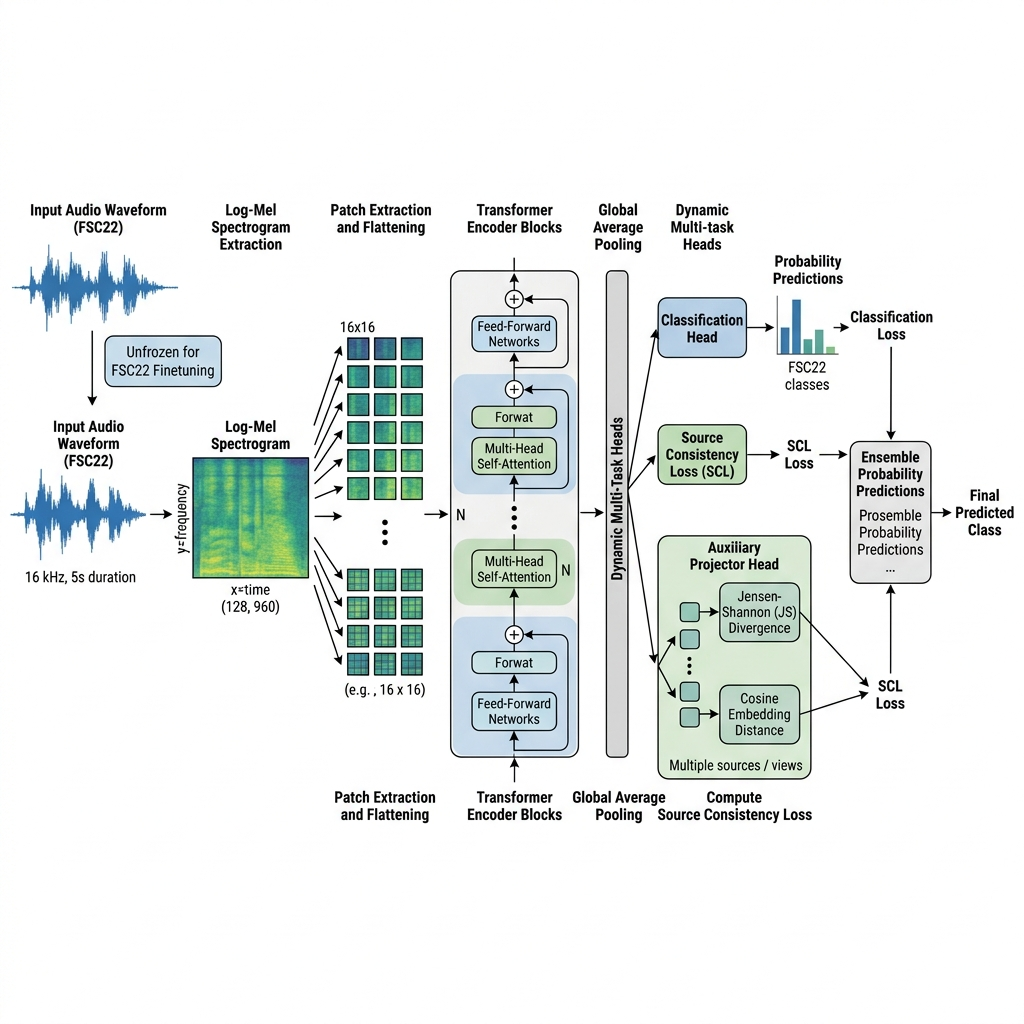 Input Audio Waveform
(FSC22)
Log-Mel
Spectrogram
Extraction
Patch Extraction
and Flattening
Transformer
Encoder Blocks
Global
Average
Pooling
Dynamic
Multi-task
Heads
Unfrozen for
FSC22 Finetuning
Input Audio
Waveform
(FSC22)
16 kHz, 5s duration
Log-Mel
Spectrogram
y=frequency
x=time
(128, 960)
16x16
(e.g., 16 x 16)
Feed-Forward
Networks
Forwat
Multi-Head
Self-Attention
N
Multi-Head
Self-Attention
N
Forwat
Feed-Forward
Networks
Dynamic Multi-Task Heads
Classification
Head
Probability
Predictions
FSC22
classes
Classification
Loss
Source
Consistency
Loss (SCL)
SCL
Loss
Auxiliary
Projector Head
Jensen-
Shannon (JS)
Divergence
Cosine
Embedding
Distance
Multiple sources / views
SCL
Loss
Ensemble
Probability
Predictions
Prosemble
Probability
Predictions
...
Final
Predicted
Class
Patch Extraction
and Flattening
Transformer
Encoder Blocks
Global Average
Pooling
Compute
Source Consistency Loss